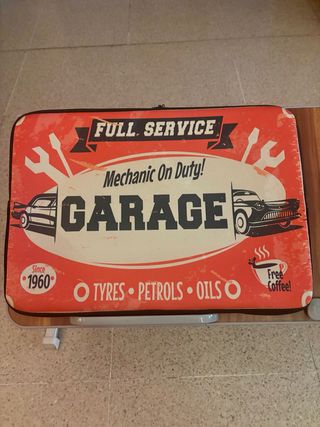 FULL SERVICE
Mechanic On Duty!
GARAGE
Since
1960
TYRES • PETROLS • OILS
Free
Coffee!